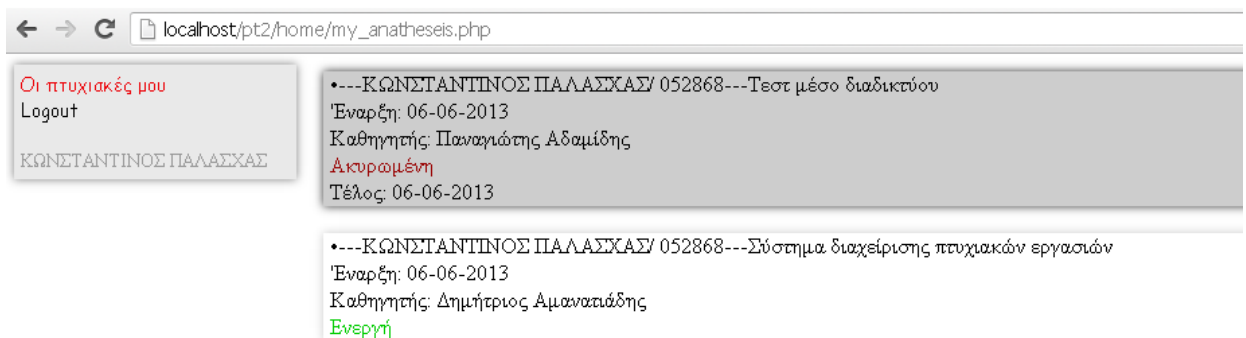 localhost/pt2/home/my_anatheseis.php
Οι πτυχιακές μου
Logout
ΚΩΝΣΤΑΝΤΙΝΟΣ ΠΑΛΑΣΧΑΣ
•---ΚΩΝΣΤΑΝΤΙΝΟΣ ΠΑΛΑΣΧΑΣ/ 052868---Τεστ μέσο διαδικτύου
Έναρξη: 06-06-2013
Καθηγητής: Παναγιώτης Αδαμίδης
Ακυρωμένη
Τέλος: 06-06-2013
•---ΚΩΝΣΤΑΝΤΙΝΟΣ ΠΑΛΑΣΧΑΣ/ 052868---Σύστημα διαχείρισης πτυχιακών εργασιών
Έναρξη: 06-06-2013
Καθηγητής: Δημήτριος Αμανατιάδης
Ενεργή